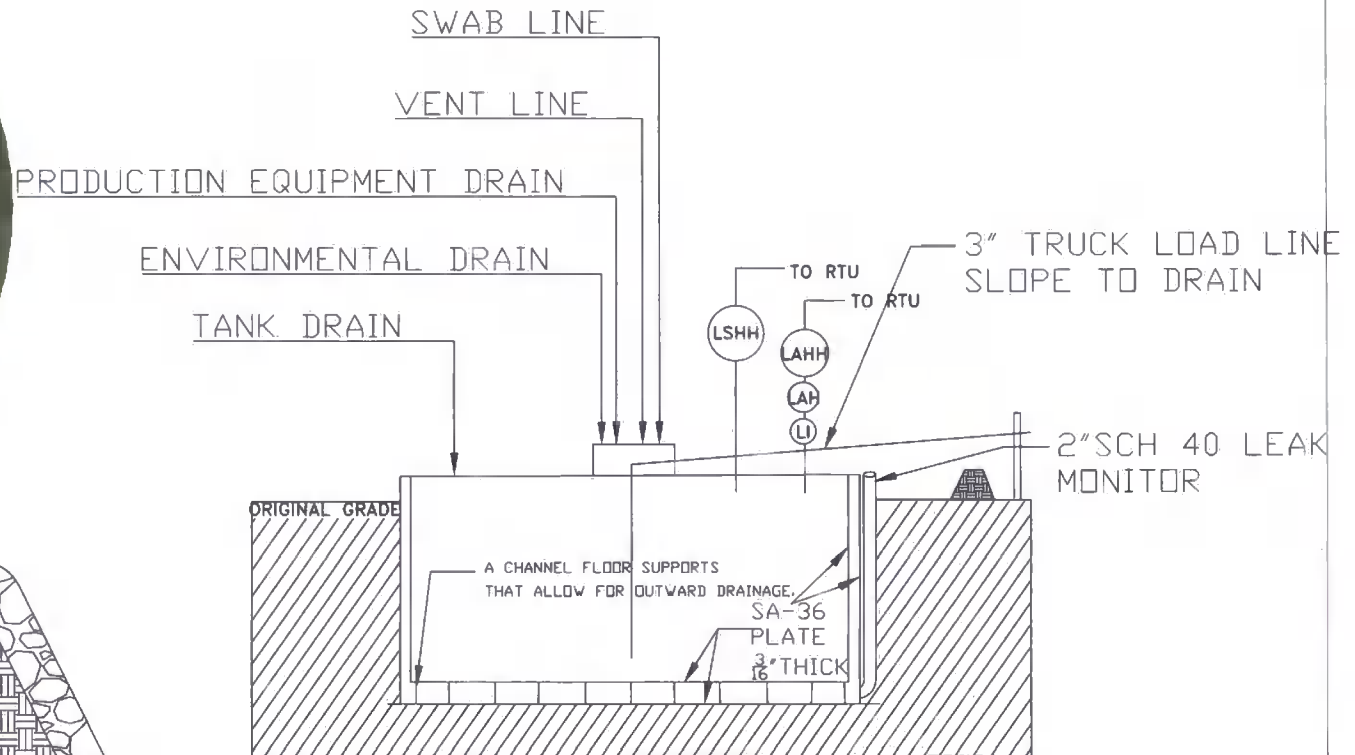 SWAB LINE
VENT LINE
PRODUCTION EQUIPMENT DRAIN
ENVIRONMENTAL DRAIN
TANK DRAIN
TO RTU
TO RTU
3" TRUCK LOAD LINE
SLOPE TO DRAIN
LSHH
LAHH
LAH
LI
2"SCH 40 LEAK
MONITOR
ORIGINAL GRADE
A CHANNEL FLOOR SUPPORTS
THAT ALLOW FOR OUTWARD DRAINAGE.
SA-36
PLATE
3/16" THICK